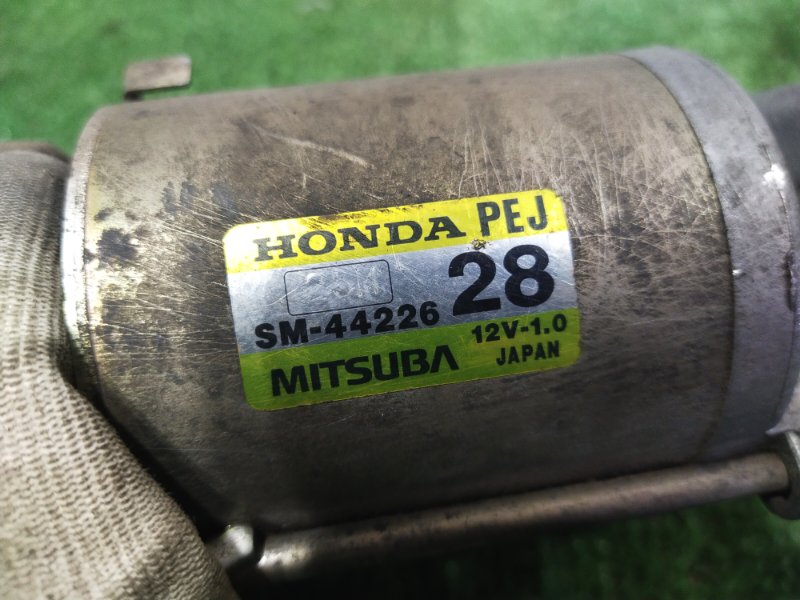 HONDA PEJ
28
SM-44226
12V-1.0
MITSUBA JAPAN